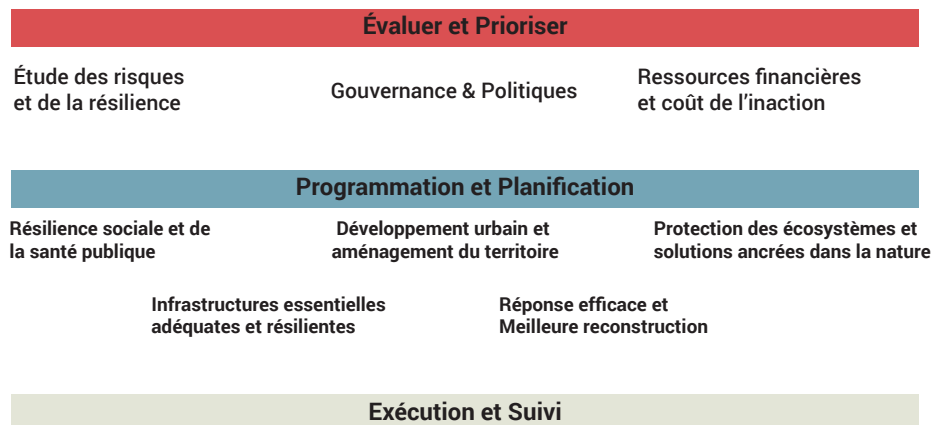 Évaluer et Prioriser
Étude des risques
et de la résilience
Gouvernance & Politiques
Ressources financières
et coût de l'inaction
Programmation et Planification
Résilience sociale et de
la santé publique
Développement urbain et
aménagement du territoire
Protection des écosystèmes et
solutions ancrées dans la nature
Infrastructures essentielles
adéquates et résilientes
Réponse efficace et
Meilleure reconstruction
Exécution et Suivi